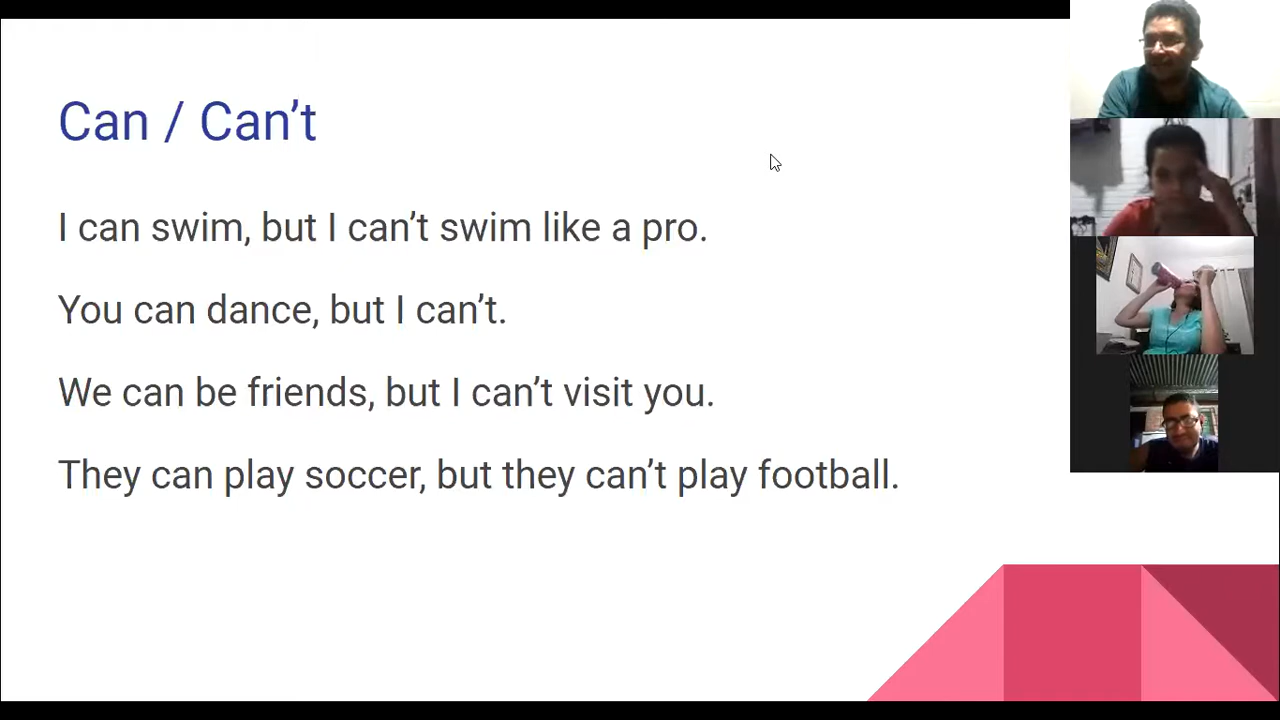 Can / Can’t
I can swim, but I can’t swim like a pro.
You can dance, but I can’t.
We can be friends, but I can’t visit you.
They can play soccer, but they can’t play football.